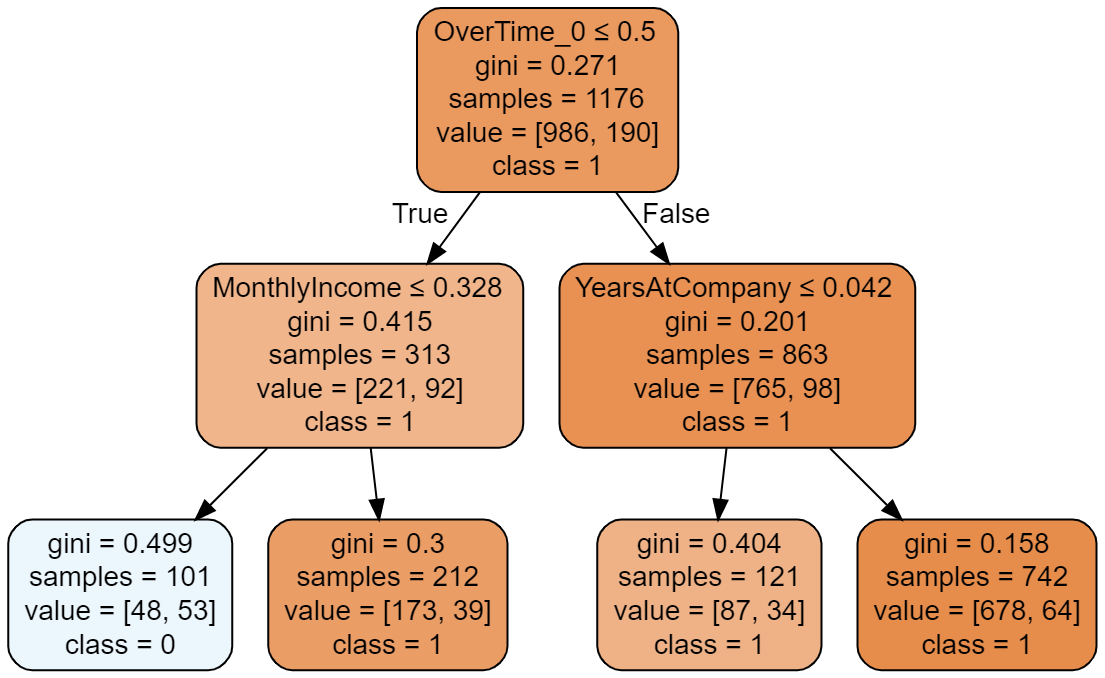 OverTime_0 ≤ 0.5
gini = 0.271
samples = 1176
value = [986, 190]
class = 1
True
False
MonthlyIncome ≤ 0.328
gini = 0.415
samples = 313
value = [221, 92]
class = 1
YearsAtCompany ≤ 0.042
gini = 0.201
samples = 863
value = [765, 98]
class = 1
gini = 0.499
samples = 101
value = [48, 53]
class = 0
gini = 0.3
samples = 212
value = [173, 39]
class = 1
gini = 0.404
samples = 121
value = [87, 34]
class = 1
gini = 0.158
samples = 742
value = [678, 64]
class = 1